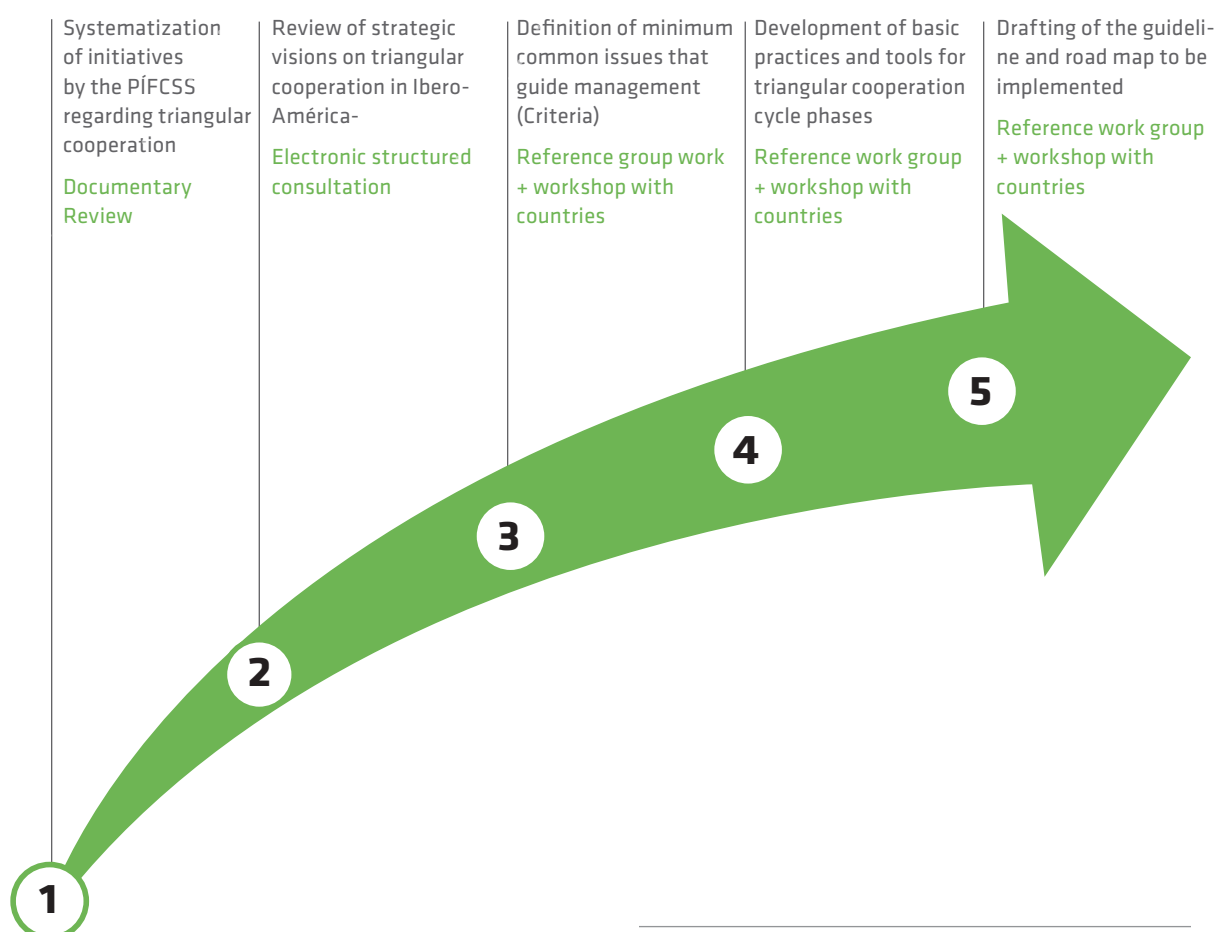 Systematization
of initiatives
by the PÍFCSS
regarding triangular
cooperation
Documentary
Review
Review of strategic
visions on triangular
cooperation in Ibero-
América-
Electronic structured
consultation
Definition of minimum
common issues that
guide management
(Criteria)
Reference group work
+ workshop with
countries
Development of basic
practices and tools for
triangular cooperation
cycle phases
Reference work group
+ workshop with
countries
Drafting of the guideli-
ne and road map to be
implemented
Reference work group
+ workshop with
countries
1
2
3
4
5